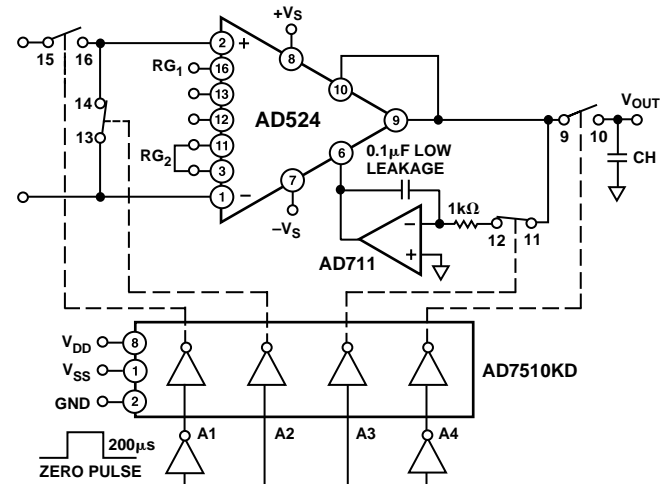 +VS
15 16
2 +
8
RG1
16
10
14
13
VOUT
12
AD524
9
9 10
13
11
6
0.1µF LOW
LEAKAGE
CH
RG2
3
7
1kΩ
1 −
−VS
−
12 11
+
AD711
VDD
8
VSS
1
AD7510KD
GND
2
200µs
A1 A2 A3 A4
ZERO PULSE